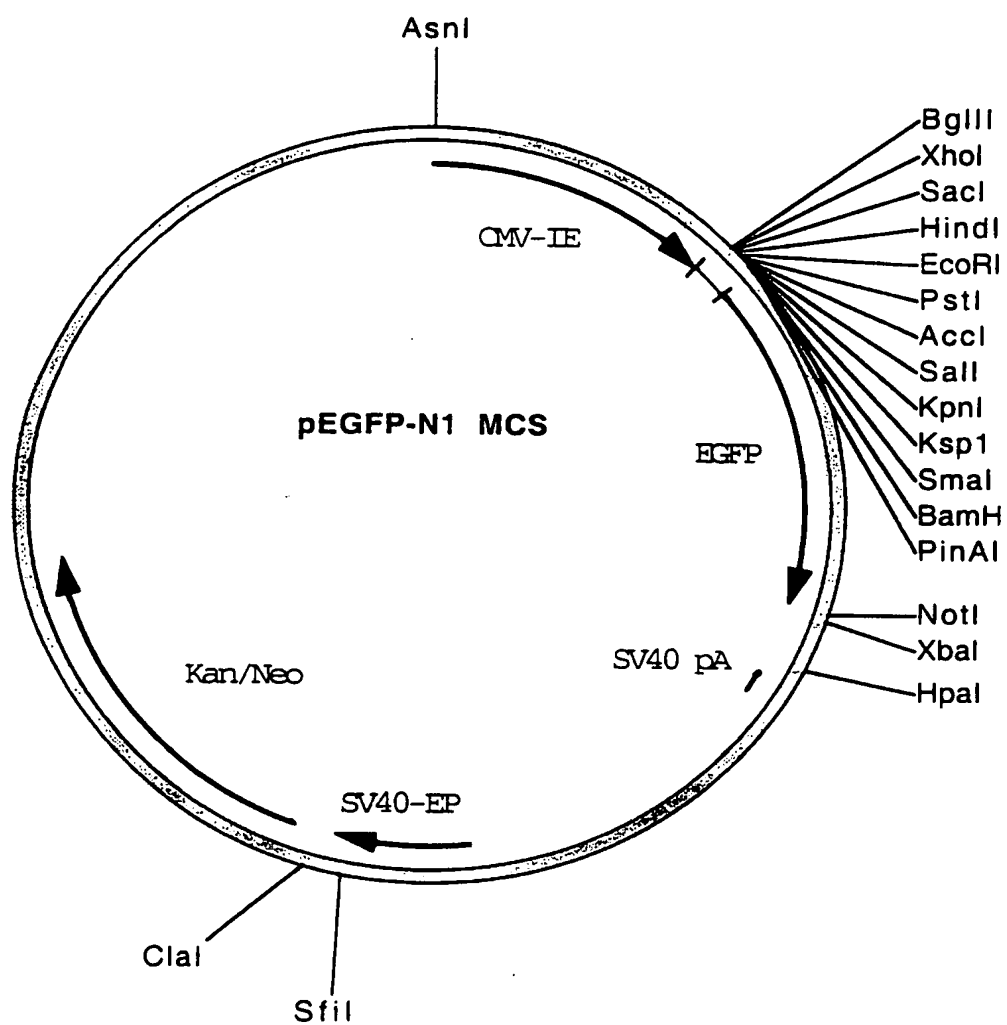 AsnI
BglII
XhoI
SacI
HindI
EcoRI
PstI
AccI
SalI
KpnI
Ksp1
SmaI
BamH
PinAI
CMV-IE
pEGFP-N1 MCS
EGFP
NotI
XbaI
HpaI
SV40 pA
Kan/Neo
SV40-EP
ClaI
SfiI